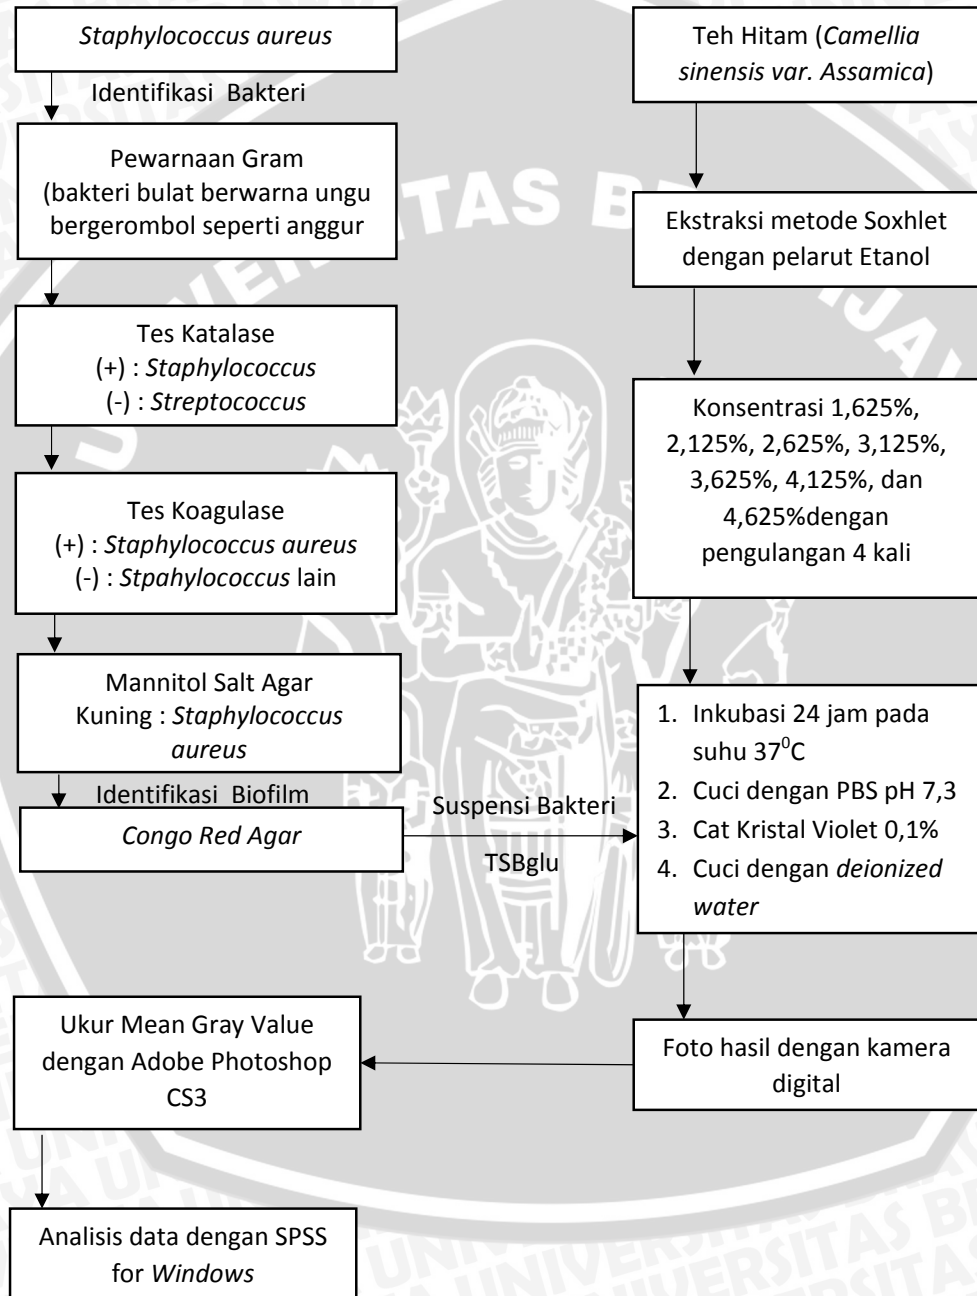 Staphylococcus aureus
Identifikasi Bakteri
Pewarnaan Gram
(bakteri bulat berwarna ungu
bergerombol seperti anggur
Tes Katalase
(+) : Staphylococcus
(-) : Streptococcus
Tes Koagulase
(+) : Staphylococcus aureus
(-) : Stpahylococcus lain
Mannitol Salt Agar
Kuning : Staphylococcus
aureus
Identifikasi Biofilm
Congo Red Agar
Suspensi Bakteri
TSBglu
Teh Hitam (Camellia
sinensis var. Assamica)
Ekstraksi metode Soxhlet
dengan pelarut Etanol
Konsentrasi 1,625%,
2,125%, 2,625%, 3,125%,
3,625%, 4,125%, dan
4,625%dengan
pengulangan 4 kali
1. Inkubasi 24 jam pada
suhu 37⁰C
2. Cuci dengan PBS pH 7,3
3. Cat Kristal Violet 0,1%
4. Cuci dengan deionized
water
Foto hasil dengan kamera
digital
Ukur Mean Gray Value
dengan Adobe Photoshop
CS3
Analisis data dengan SPSS
for Windows